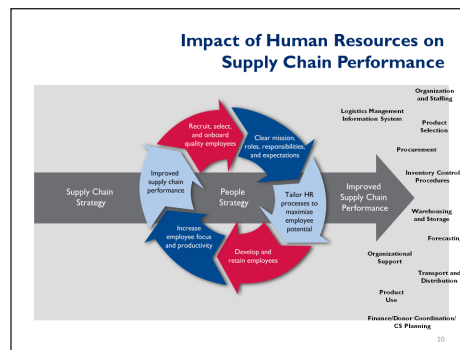 Impact of Human Resources on
Supply Chain Performance
Organization
and Staffing
Logistics Mangement
Information System
Product
Selection
Procurement
Inventory Control
Procedures
Warehousing
and Storage
Forecasting
Organizational
Support
Transport and
Distribution
Product
Use
Finance/Donor Coordination/
CS Planning
Recruit, select,
and onboard
quality employees
Clear mission,
roles, responsibilities,
and expectations
Improved
supply chain
performance
Tailor HR
processes to
maximize
employee
potential
Supply Chain
Strategy
People
Strategy
Improved
Supply Chain
Performance
Increase
employee focus
and productivity
Develop and
retain employees
10